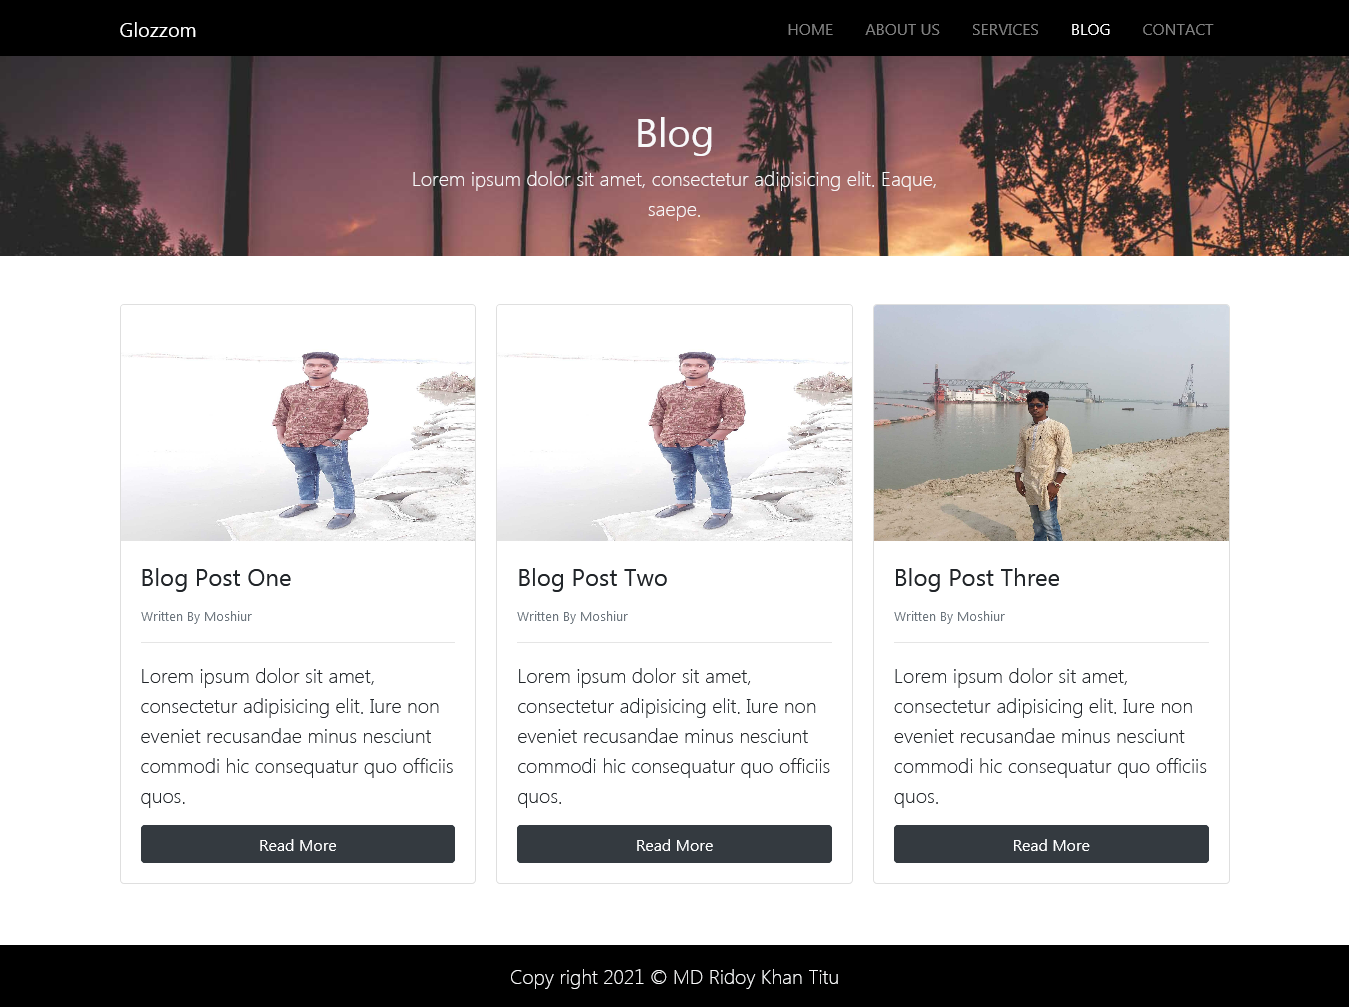 Glozzom
HOME
ABOUT US
SERVICES
BLOG
CONTACT
Blog
Lorem ipsum dolor sit amet, consectetur adipisicing elit. Eaque,
saepe.
Blog Post One
Written By Moshiur
Lorem ipsum dolor sit amet,
consectetur adipisicing elit. Iure non
eveniet recusandae minus nesciunt
commodi hic consequatur quo officiis
quos.
Read More
Blog Post Two
Written By Moshiur
Lorem ipsum dolor sit amet,
consectetur adipisicing elit. Iure non
eveniet recusandae minus nesciunt
commodi hic consequatur quo officiis
quos.
Read More
Blog Post Three
Written By Moshiur
Lorem ipsum dolor sit amet,
consectetur adipisicing elit. Iure non
eveniet recusandae minus nesciunt
commodi hic consequatur quo officiis
quos.
Read More
Copy right 2021 © MD Ridoy Khan Titu